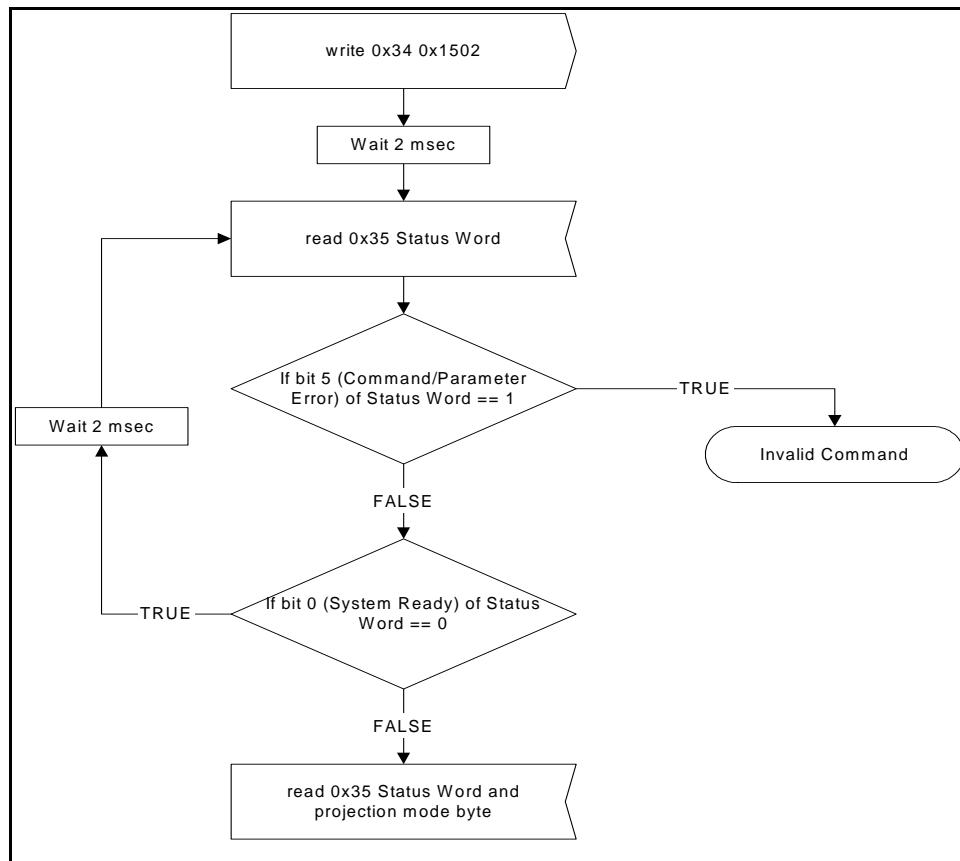 write 0x34 0x1502
Wait 2 msec
read 0x35 Status Word
If bit 5 (Command/Parameter
Error) of Status Word == 1
TRUE
Wait 2 msec
Invalid Command
FALSE
If bit 0 (System Ready) of Status
Word == 0
TRUE
FALSE
read 0x35 Status Word and
projection mode byte